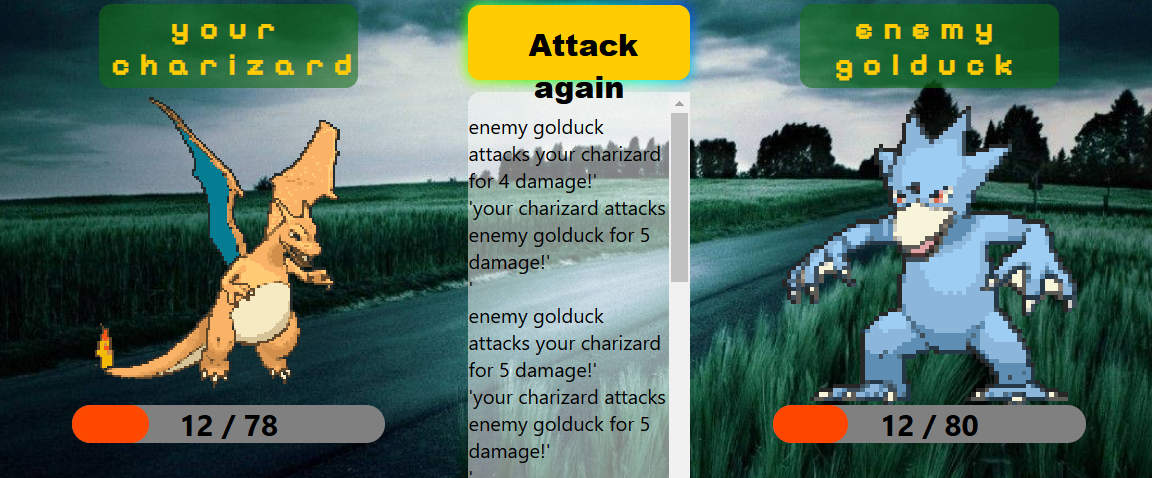 your
charizard
Attack
again
enemy
golduck
enemy golduck
attacks your charizard
for 4 damage!'
'your charizard attacks
enemy golduck for 5
damage!'
'
enemy golduck
attacks your charizard
for 5 damage!'
'your charizard attacks
enemy golduck for 5
damage!'
'
12 / 78
12 / 80